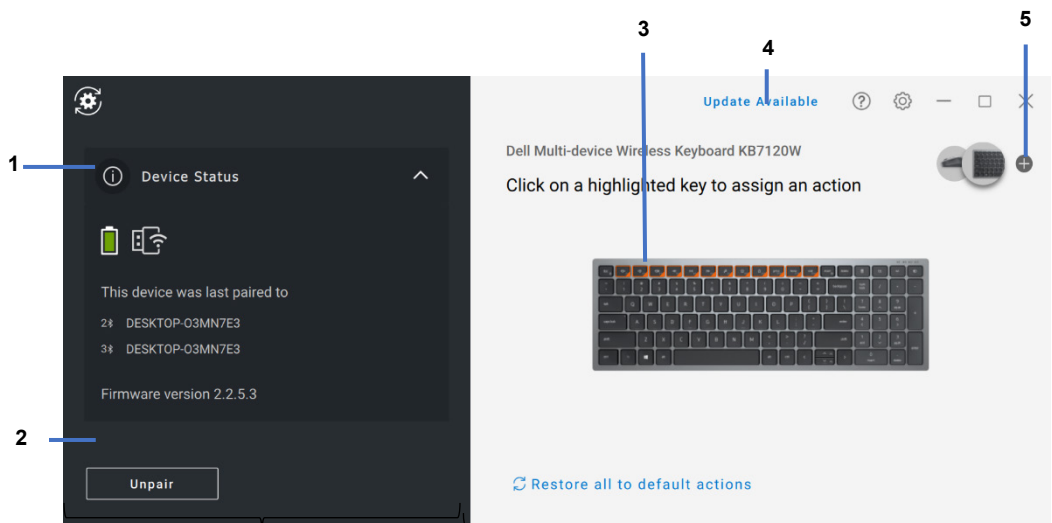 3
5
4
Update Available
1
Device Status
Dell Multi-device Wireless Keyboard KB7120W
Click on a highlighted key to assign an action
This device was last paired to
2 DESKTOP-O3MN7E3
3 DESKTOP-O3MN7E3
Firmware version 2.2.5.3
2
Unpair
Restore all to default actions